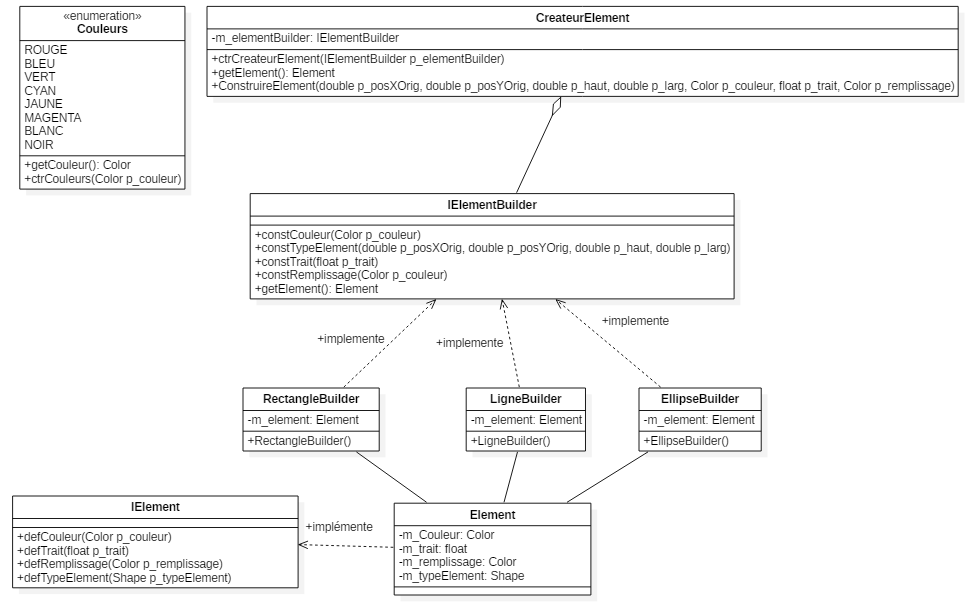 «enumeration»
Couleurs
ROUGE
BLEU
VERT
CYAN
JAUNE
MAGENTA
BLANC
NOIR
+getCouleur(): Color
+ctrCouleurs(Color p_couleur)
CreateurElement
-m_elementBuilder: IElementBuilder
+ctrCreateurElement(IElementBuilder p_elementBuilder)
+getElement(): Element
+ConstruireElement(double p_posXOrig, double p_posYOrig, double p_haut, double p_larg, Color p_couleur, float p_trait, Color p_remplissage)
IElementBuilder
+constCouleur(Color p_couleur)
+constTypeElement(double p_posXOrig, double p_posYOrig, double p_haut, double p_larg)
+constTrait(float p_trait)
+constRemplissage(Color p_couleur)
+getElement(): Element
+implemente
+implemente
+implemente
RectangleBuilder
-m_element: Element
+RectangleBuilder()
LigneBuilder
-m_element: Element
+LigneBuilder()
EllipseBuilder
-m_element: Element
+EllipseBuilder()
IElement
+defCouleur(Color p_couleur)
+defTrait(float p_trait)
+defRemplissage(Color p_remplissage)
+defTypeElement(Shape p_typeElement)
+implémente
Element
-m_Couleur: Color
-m_trait: float
-m_remplissage: Color
-m_typeElement: Shape